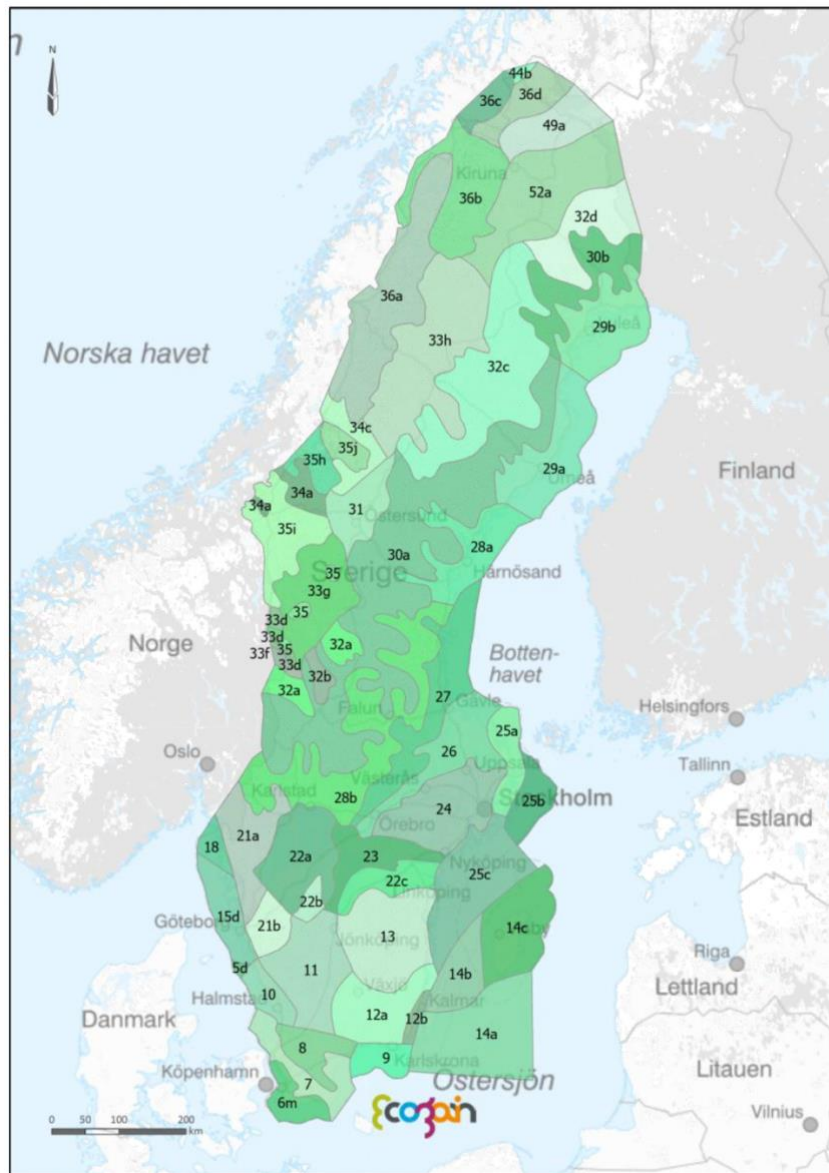 n
N
44b
36c
36d
49a
Kiruna
36b
52a
32d
30b
36a
29b
Norska havet
33h
32c
34c
35j
35h
29a
Umeå
Finland
34a
34a
31
Östersund
35i
28a
30a
Härnösand
35
Sverige
33g
35
33d
Norge
33d
32a
33f
35
Botten-
havet
33d
32b
32a
27
Gävle
Falun
Helsingfors
25a
Oslo
26
Uppsala
Tallinn
Karlstad
Västerås
28b
25b
24
Stockholm
Örebro
Estland
18
21a
22a
23
Nyköping
22c
25c
Linköping
22b
15d
Göteborg
21b
14c
13
Jönköping
Riga
5d
11
14b
Lettland
10
Växjö
Halmsta
Kalmar
Danmark
12a
12b
14a
8
9
Karlskrona
Köpenhamn
7
Östersjön
Litauen
6m
ecogain
Vilnius
0 50 100 200
km